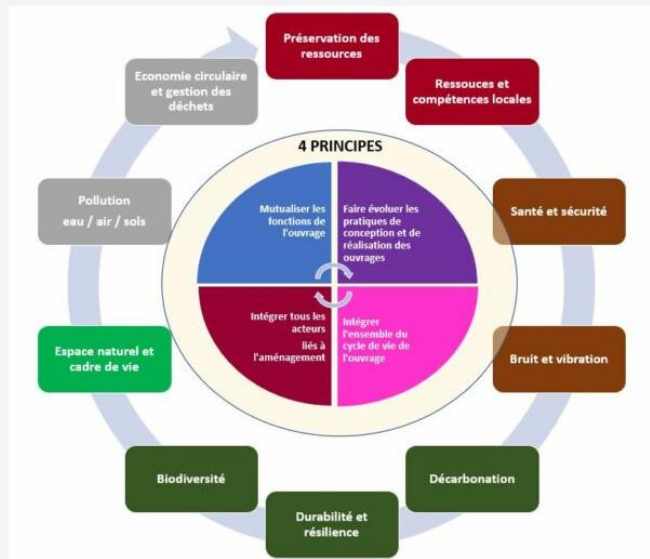 Préservation des
ressources
Ressouces et
compétences locales
Santé et sécurité
Bruit et vibration
Décarbonation
Durabilité et
résilience
Biodiversité
Espace naturel et
cadre de vie
Pollution
eau / air / sols
Economie circulaire
et gestion des
déchets
4 PRINCIPES
Mutualiser les
fonctions de
l'ouvrage
Faire évoluer les
pratiques de
conception et de
réalisation des
ouvrages
Intégrer tous les
acteurs
liés à
l'aménagement
Intégrer
l'ensemble du
cycle de vie de
l'ouvrage